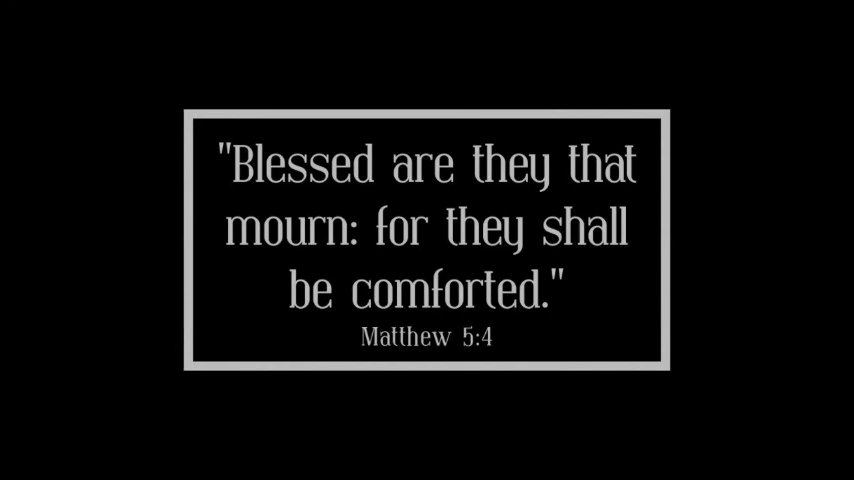 "Blessed are they that
mourn: for they shall
be comforted."
Matthew 5:4